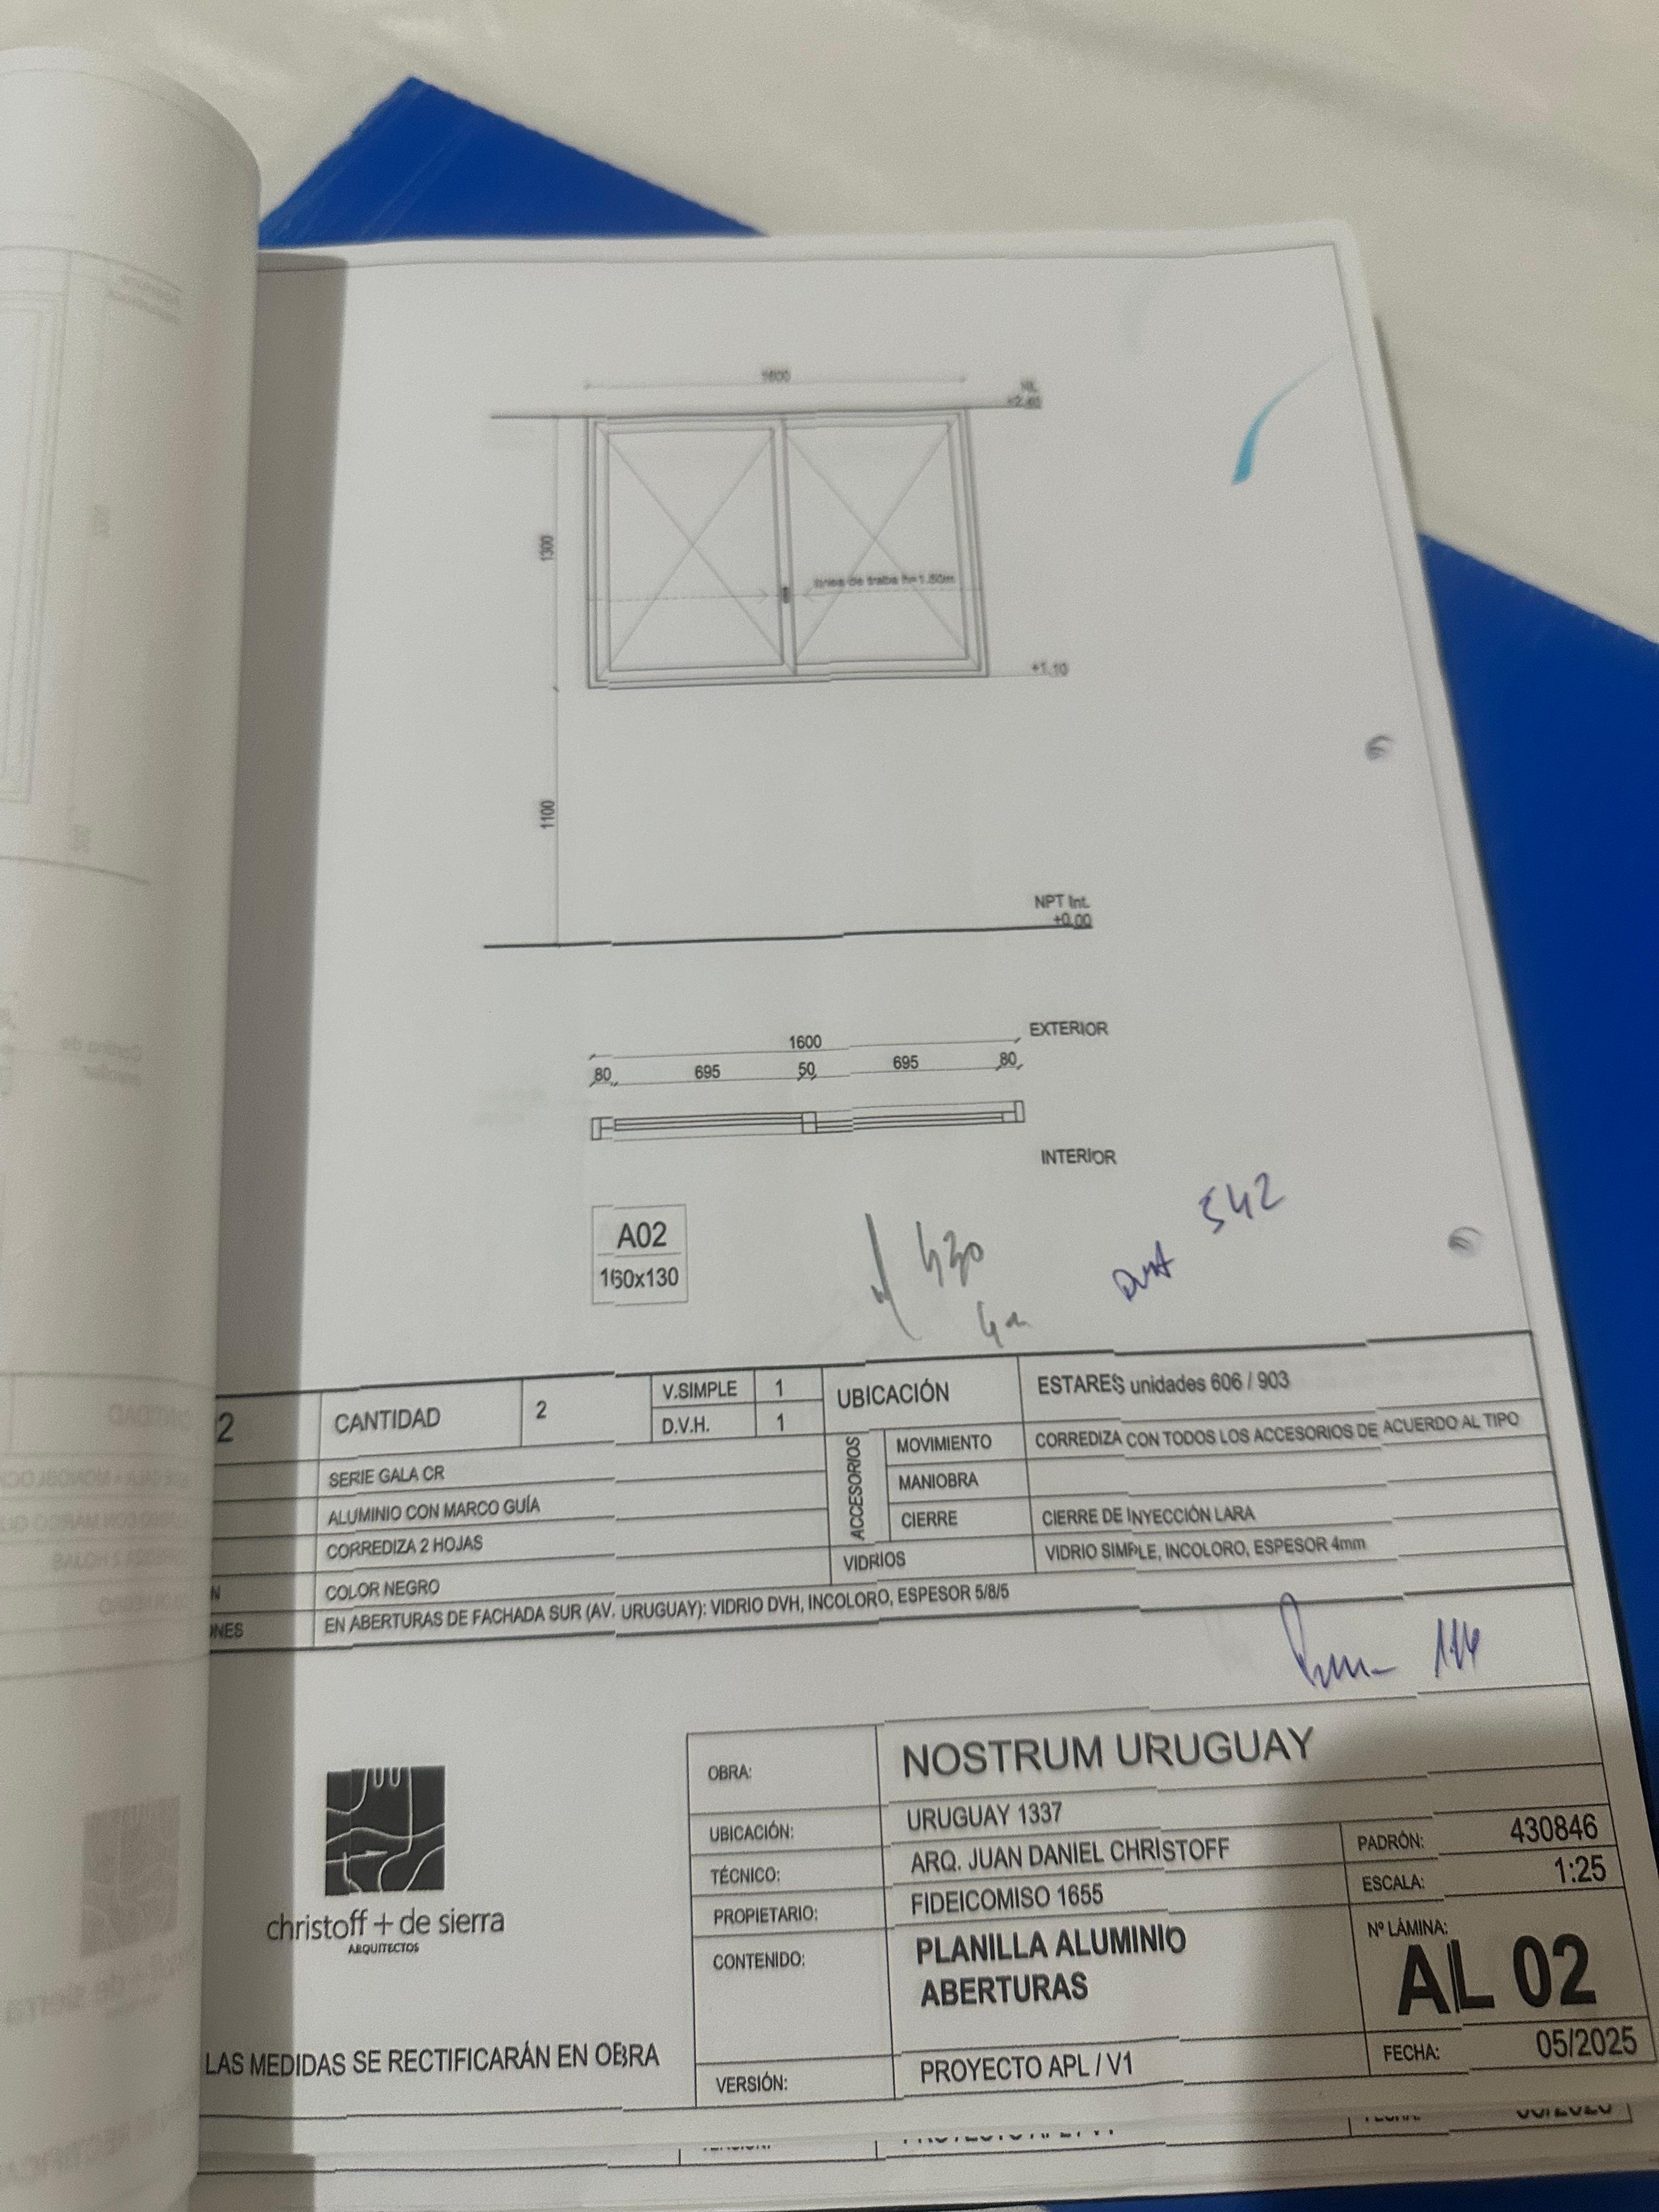 1600
+2.40
1300
línea de traba h=1.50m
+1.10
1100
NPT Int.
+0.00
1600
EXTERIOR
80 695 50 695 80
INTERIOR
A02
160x130
430
DVH 542
2 CANTIDAD 2 V.SIMPLE 1 UBICACIÓN ESTARES unidades 606 / 903
D.V.H. 1
ACCESORIOS
MOVIMIENTO CORREDIZA CON TODOS LOS ACCESORIOS DE ACUERDO AL TIPO
SERIE GALA CR MANIOBRA
ALUMINIO CON MARCO GUÍA CIERRE CIERRE DE INYECCIÓN LARA
CORREDIZA 2 HOJAS VIDRIOS VIDRIO SIMPLE, INCOLORO, ESPESOR 4mm
N COLOR NEGRO
ONES EN ABERTURAS DE FACHADA SUR (AV. URUGUAY): VIDRIO DVH, INCOLORO, ESPESOR 5/8/5
OBRA: NOSTRUM URUGUAY
UBICACIÓN: URUGUAY 1337
TÉCNICO: ARQ. JUAN DANIEL CHRISTOFF PADRÓN: 430846
PROPIETARIO: FIDEICOMISO 1655 ESCALA: 1:25
CONTENIDO: PLANILLA ALUMINIO
ABERTURAS
Nº LÁMINA:
AL 02
christoff + de sierra
ARQUITECTOS
LAS MEDIDAS SE RECTIFICARÁN EN OBRA
VERSIÓN: PROYECTO APL / V1 FECHA: 05/2025